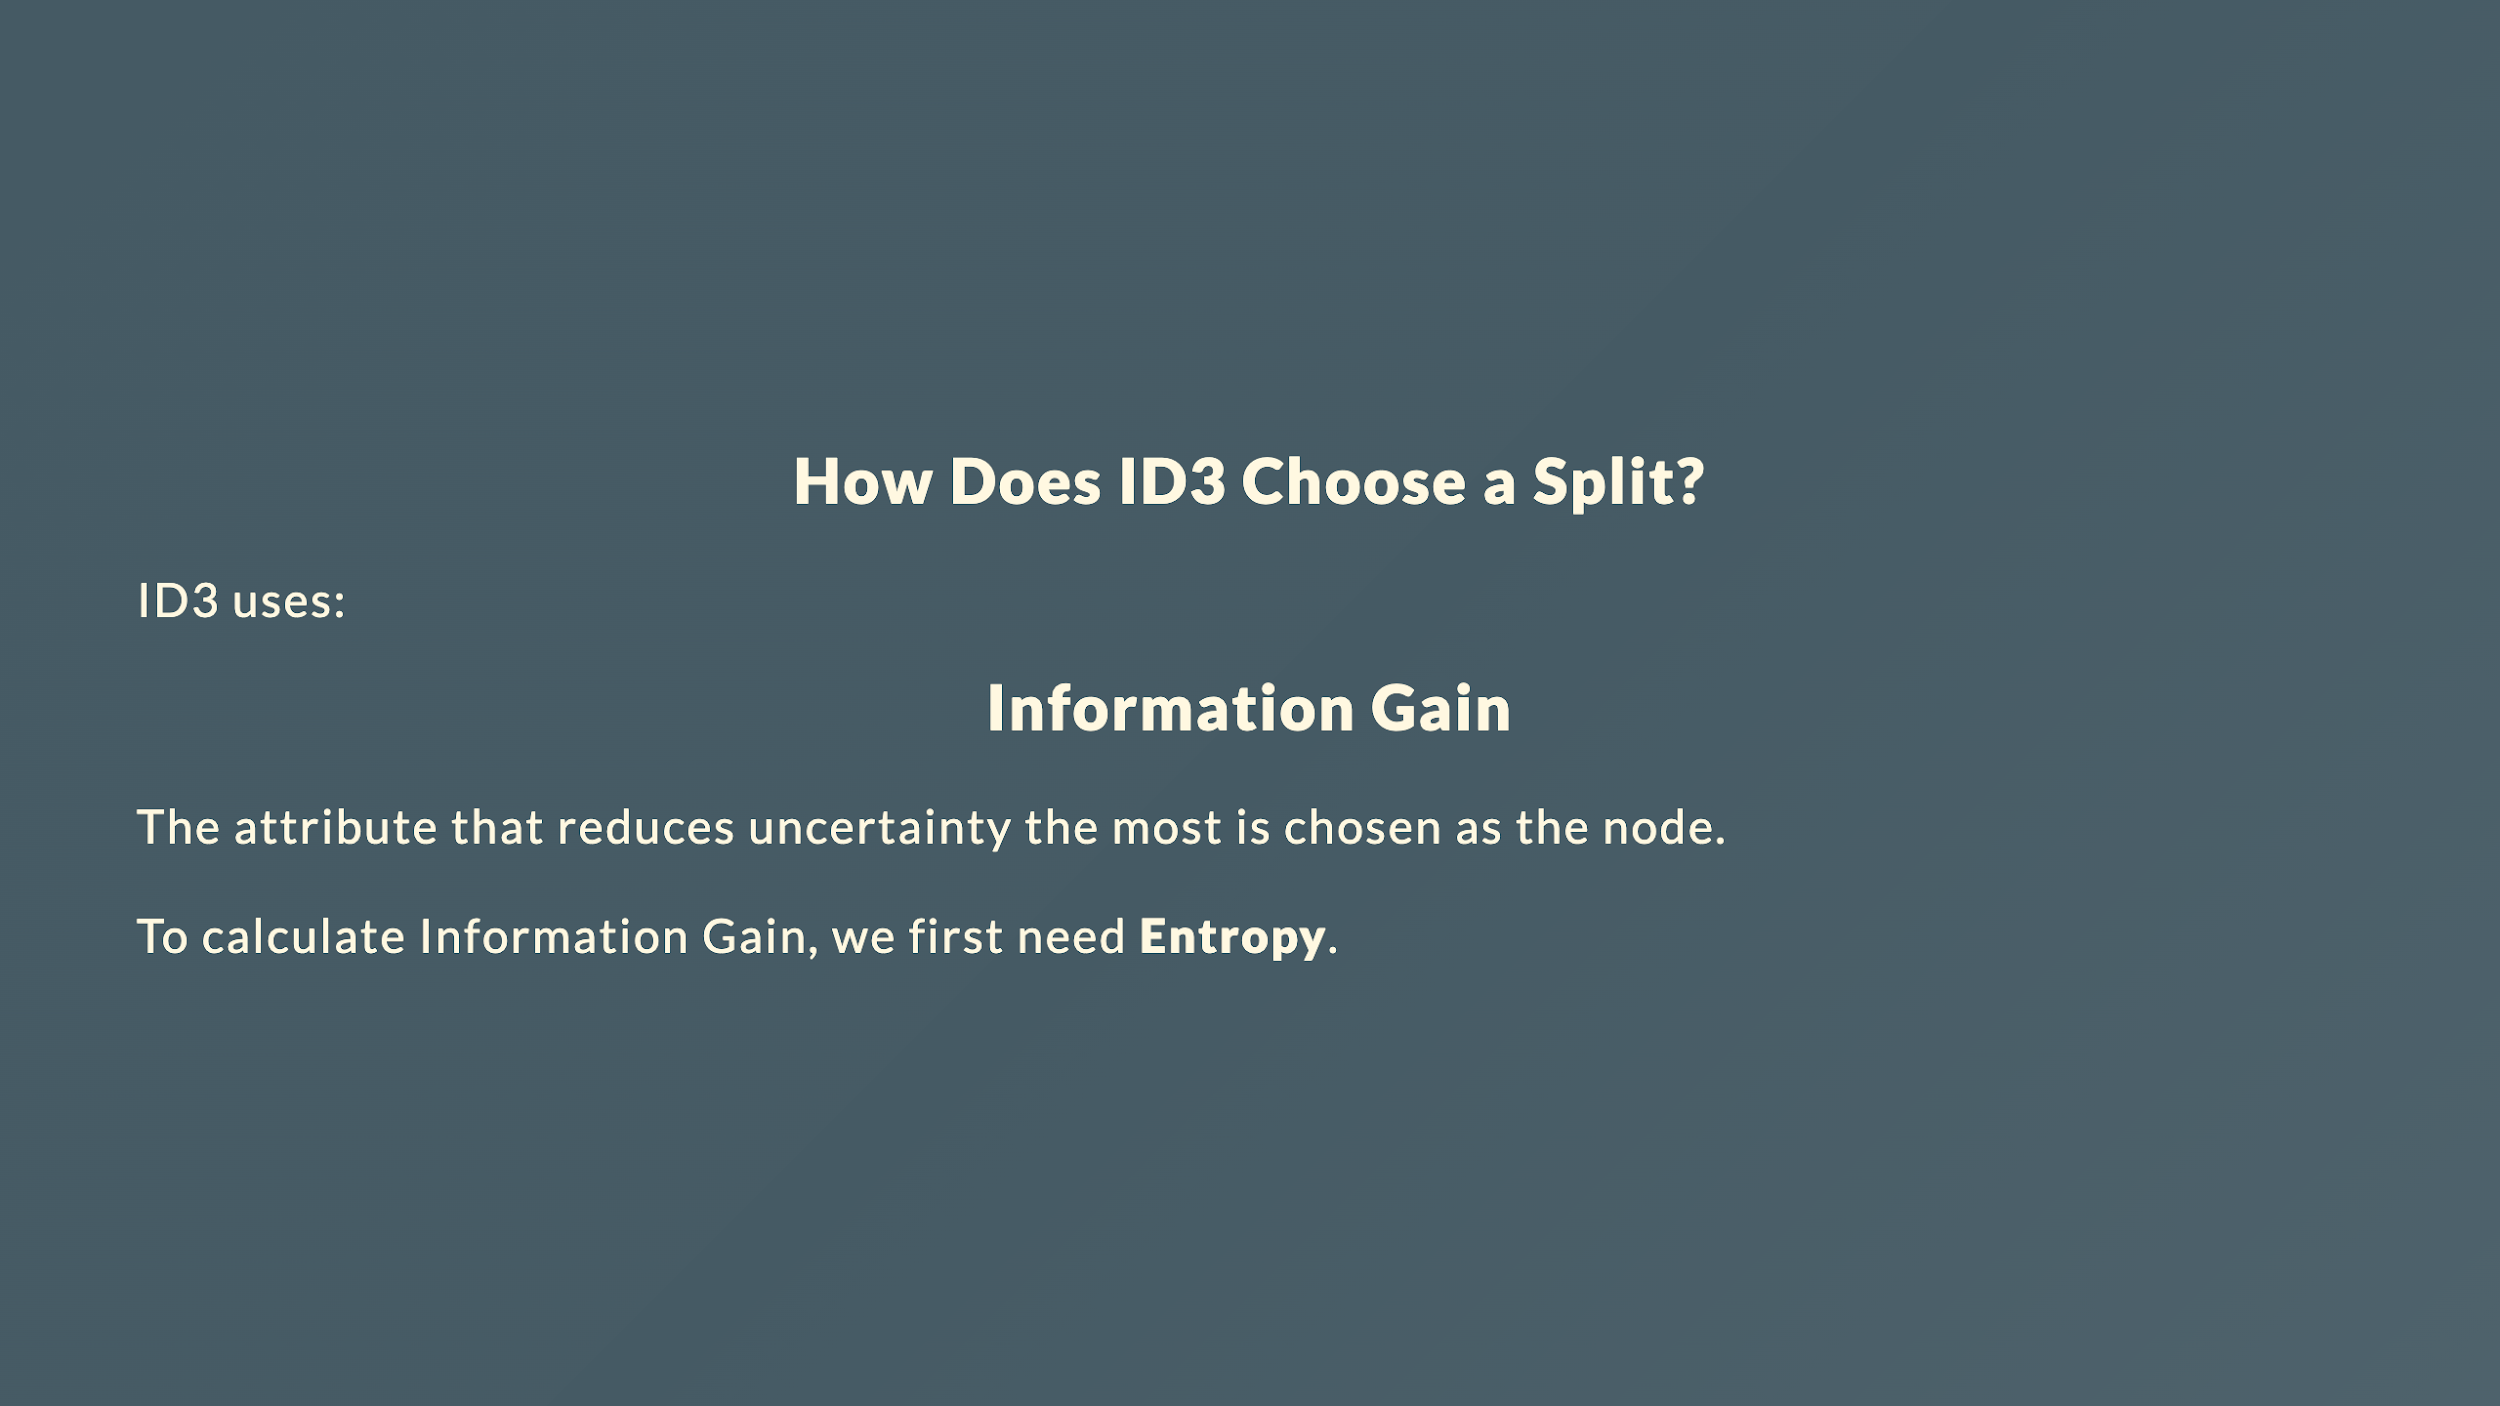 How Does ID3 Choose a Split?
ID3 uses:
Information Gain
The attribute that reduces uncertainty the most is chosen as the node.
To calculate Information Gain, we first need Entropy.